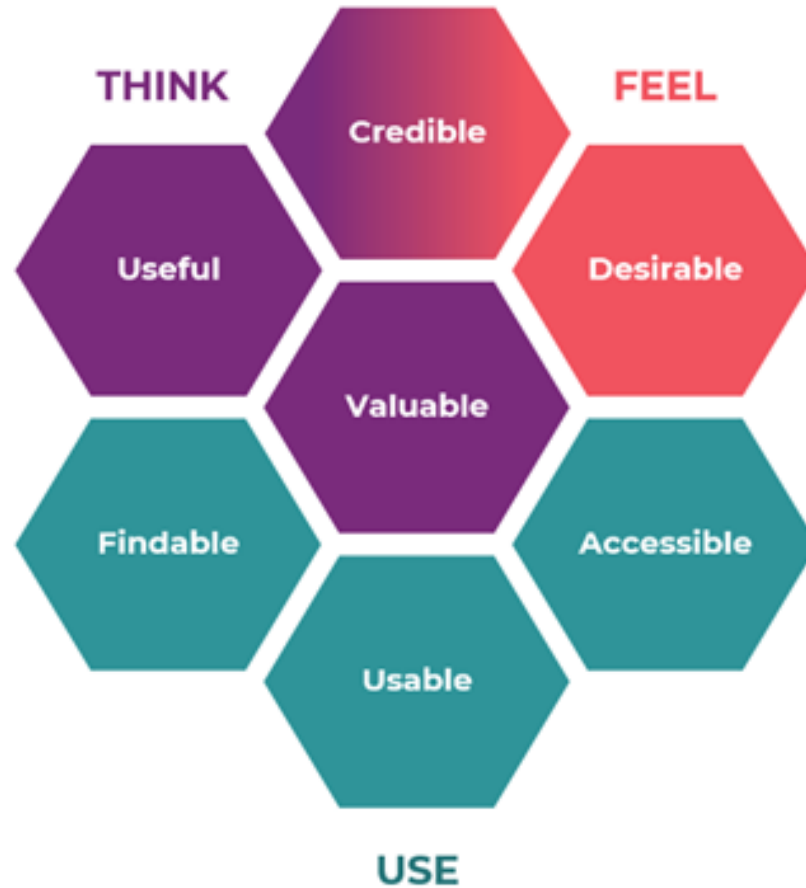 THINK
FEEL
Credible
Useful
Desirable
Valuable
Findable
Accessible
Usable
USE